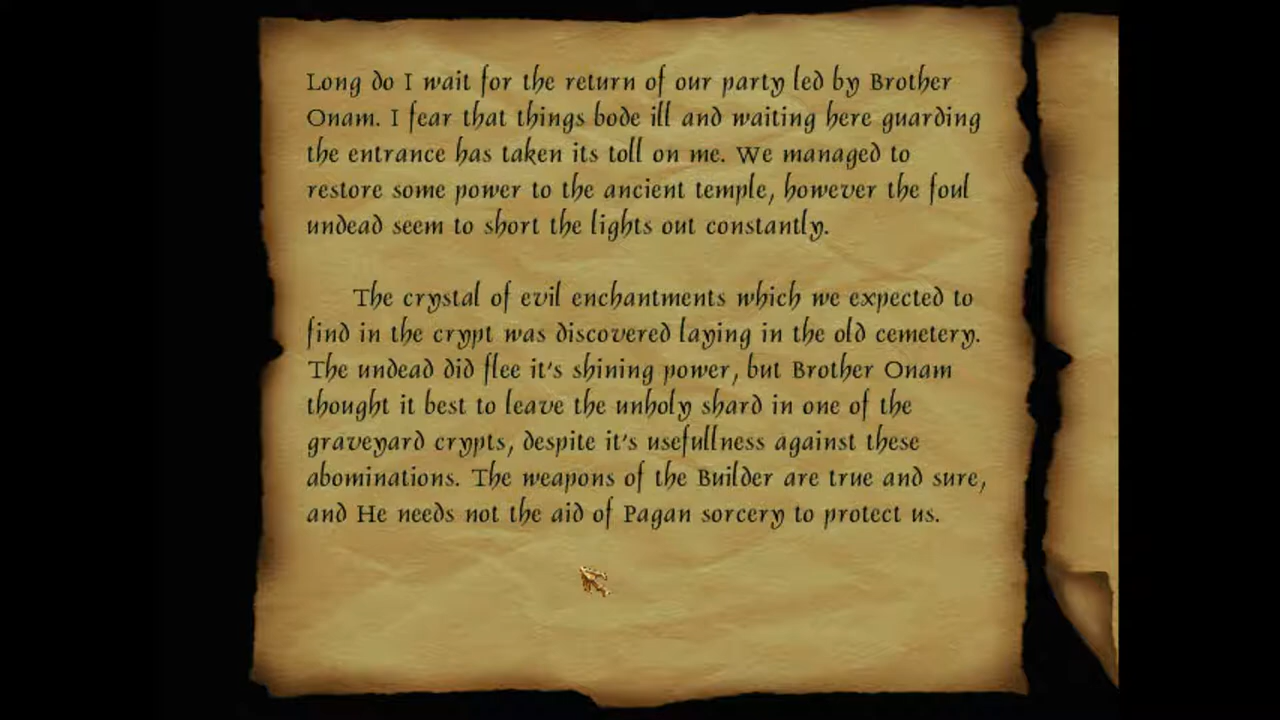 Long do I wait for the return of our party led by Brother
Onam. I fear that things bode ill and waiting here guarding
the entrance has taken its toll on me. We managed to
restore some power to the ancient temple, however the foul
undead seem to short the lights out constantly.
The crystal of evil enchantments which we expected to
find in the crypt was discovered laying in the old cemetery.
The undead did flee it's shining power, but Brother Onam
thought it best to leave the unholy shard in one of the
graveyard crypts, despite it's usefullness against these
abominations. The weapons of the Builder are true and sure,
and He needs not the aid of Pagan sorcery to protect us.